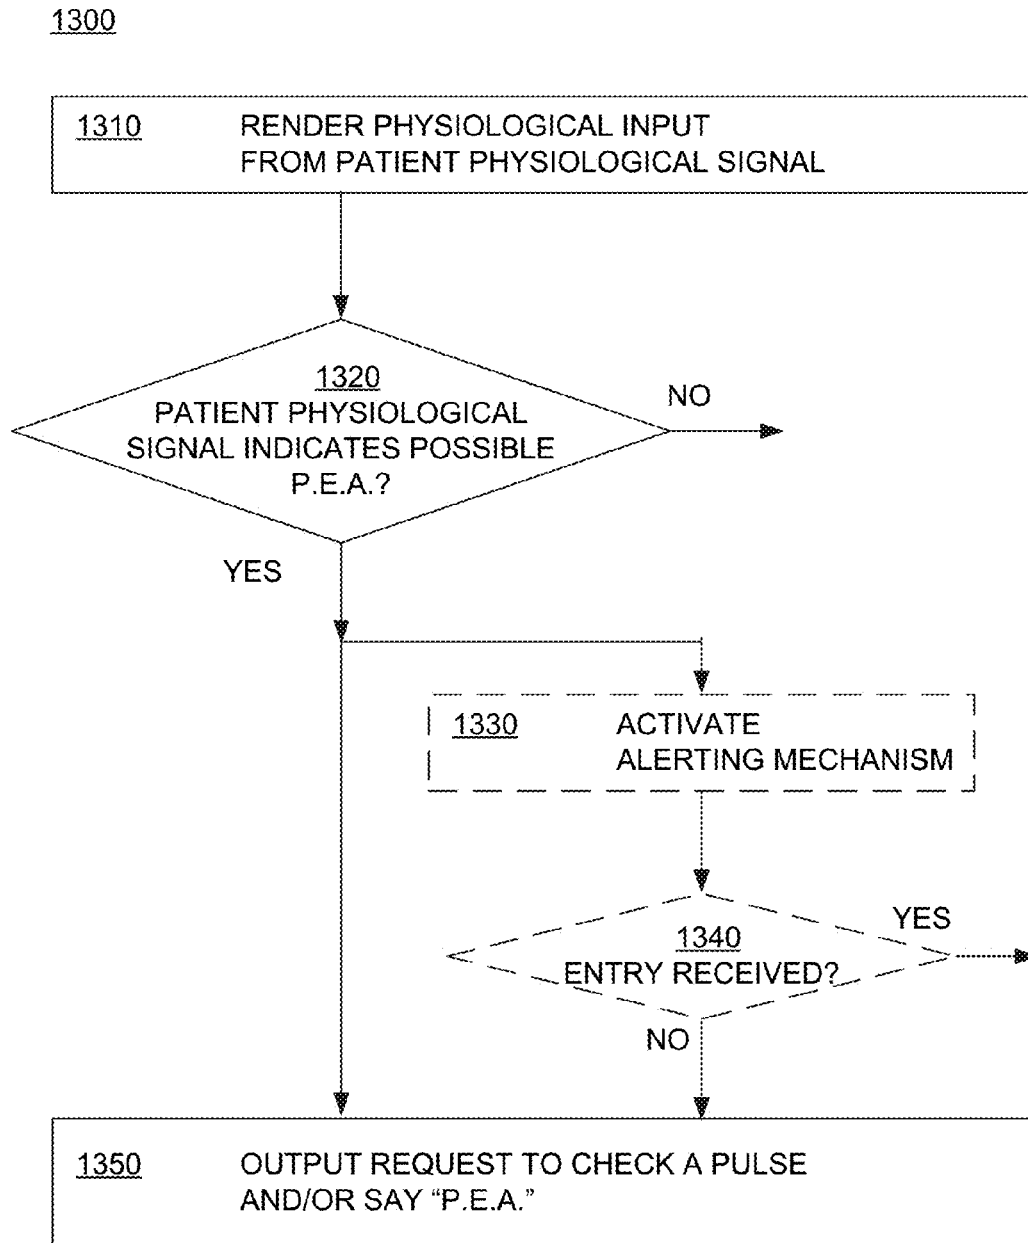 1300
1310 RENDER PHYSIOLOGICAL INPUT
FROM PATIENT PHYSIOLOGICAL SIGNAL
1320
PATIENT PHYSIOLOGICAL
SIGNAL INDICATES POSSIBLE
P.E.A.?
NO
YES
1330 ACTIVATE
ALERTING MECHANISM
1340
ENTRY RECEIVED?
YES
NO
1350 OUTPUT REQUEST TO CHECK A PULSE
AND/OR SAY “P.E.A.”